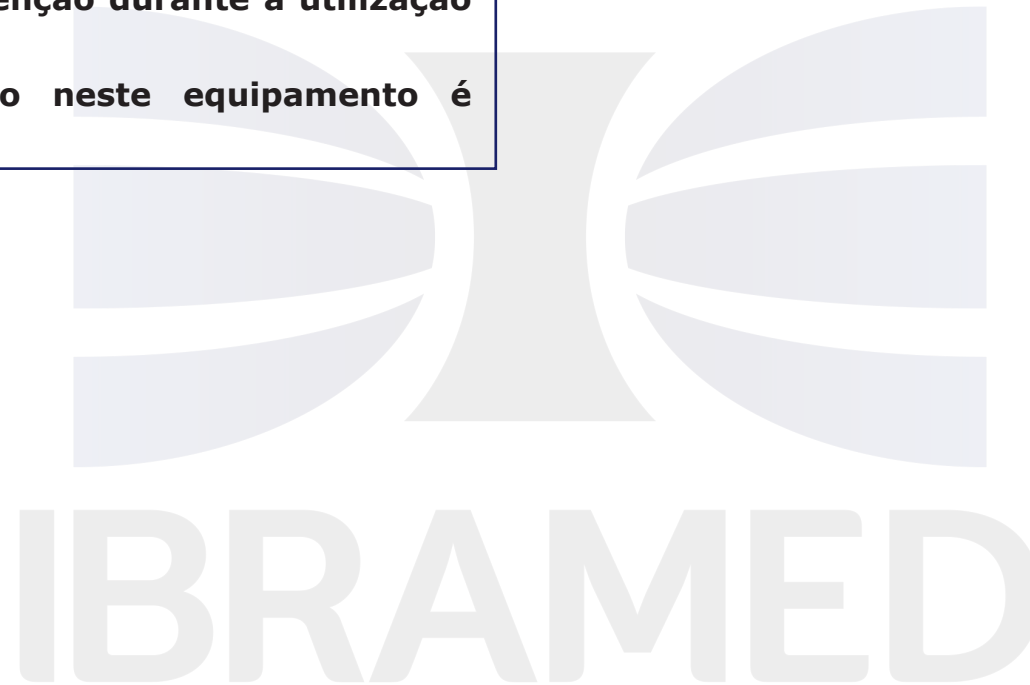 enção durante a utilização
o neste equipamento é
IBRAMED